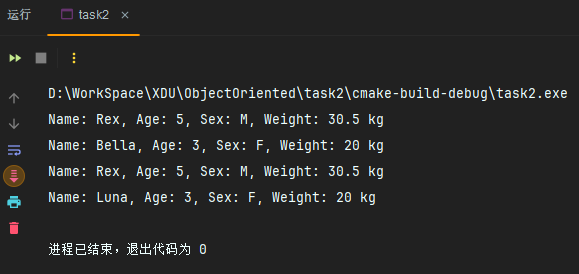 运行
task2
D:\WorkSpace\XDU\ObjectOriented\task2\cmake-build-debug\task2.exe
Name: Rex, Age: 5, Sex: M, Weight: 30.5 kg
Name: Bella, Age: 3, Sex: F, Weight: 20 kg
Name: Rex, Age: 5, Sex: M, Weight: 30.5 kg
Name: Luna, Age: 3, Sex: F, Weight: 20 kg
进程已结束,退出代码为 0